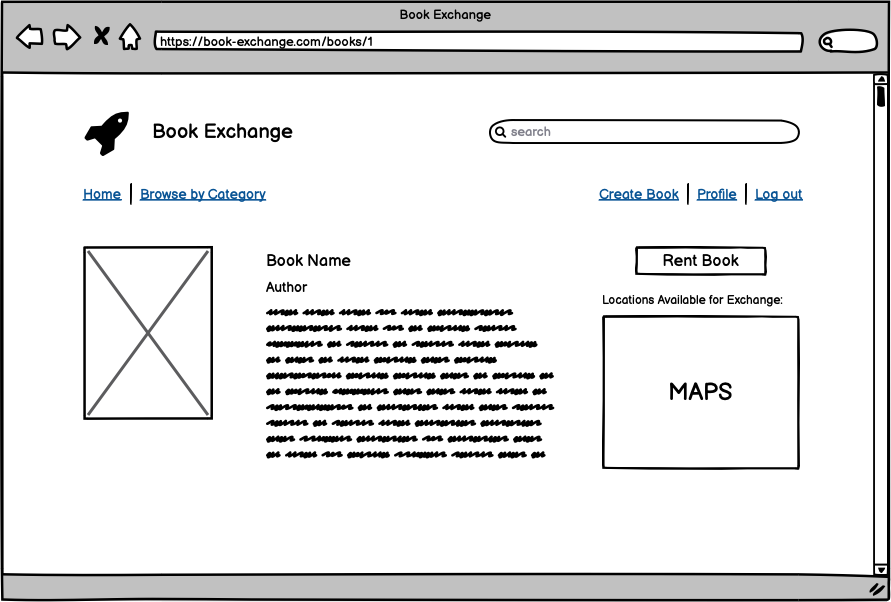 Book Exchange
https://book-exchange.com/books/1
Book Exchange
search
Home
Browse by Category
Create Book
Profile
Log out
Book Name
Author
Rent Book
Locations Available for Exchange:
MAPS